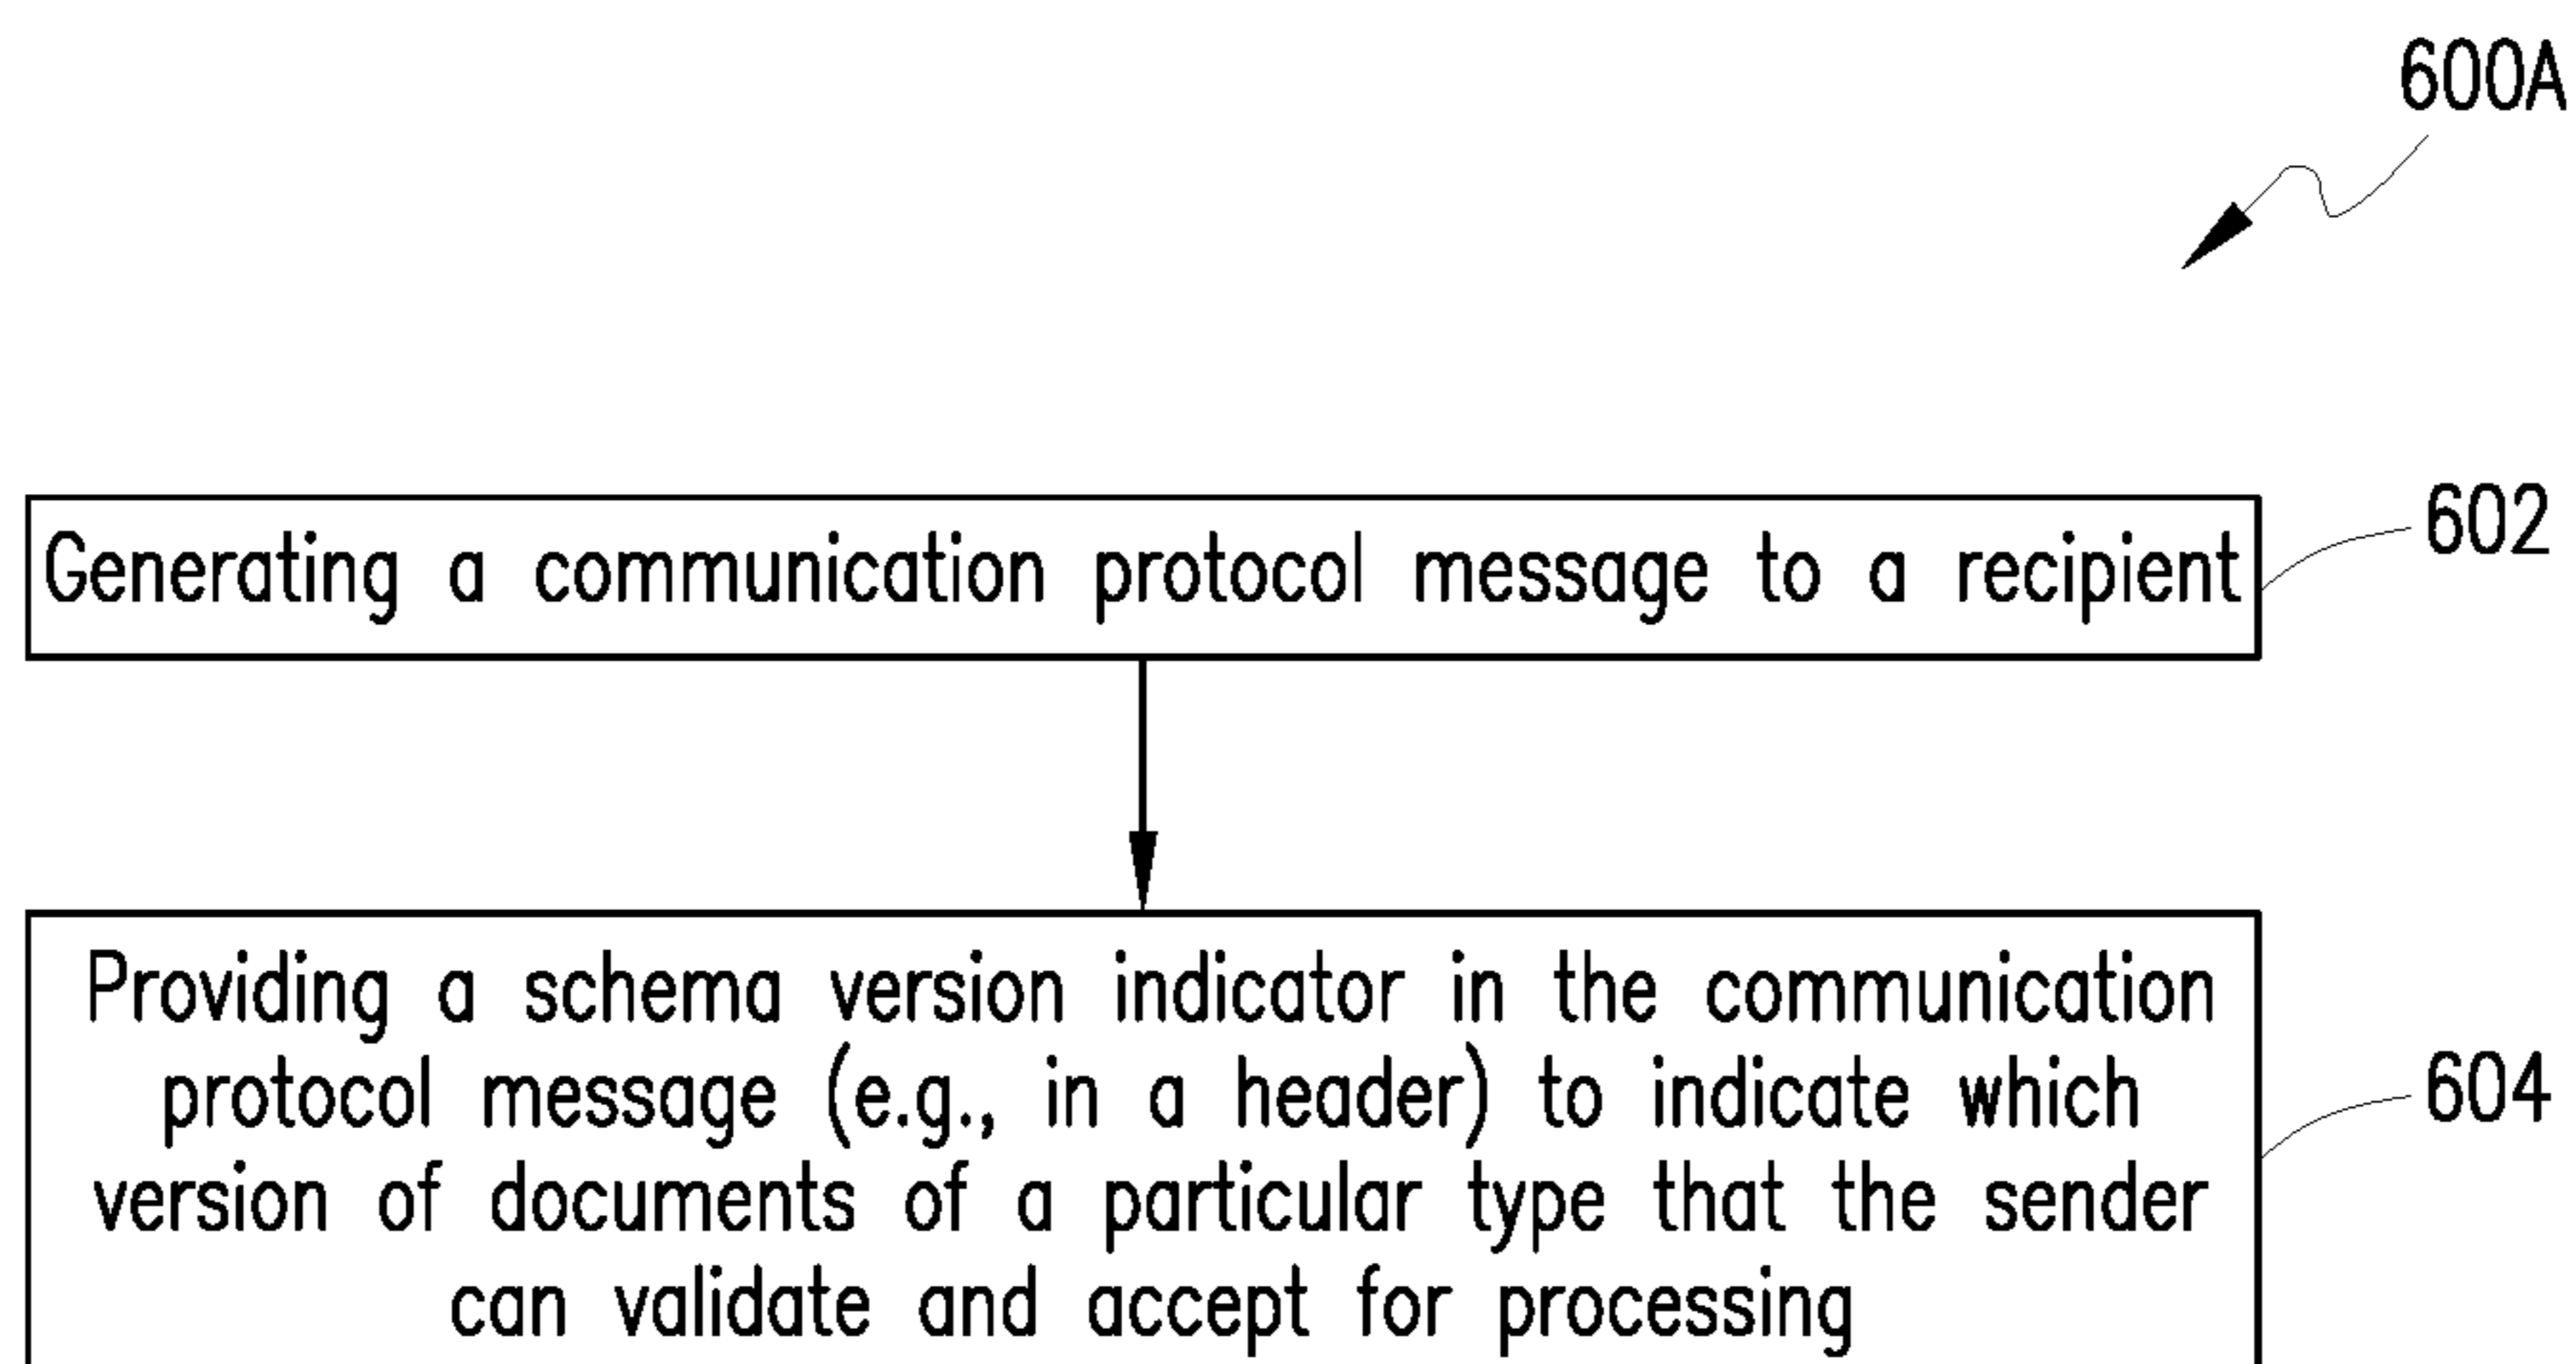 600A
Generating a communication protocol message to a recipient
602
Providing a schema version indicator in the communication
protocol message (e.g., in a header) to indicate which
604
version of documents of a particular type that the sender
can validate and accept for processing